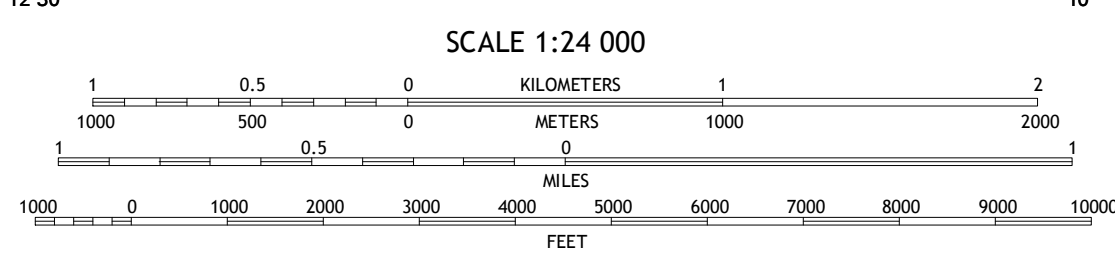 SCALE 1:24 000
1 0.5 0 KILOMETERS 1 2
1000 500 0 METERS 1000 2000
1 0.5 0 1
MILES
1000 0 1000 2000 3000 4000 5000 6000 7000 8000 9000 10000
FEET